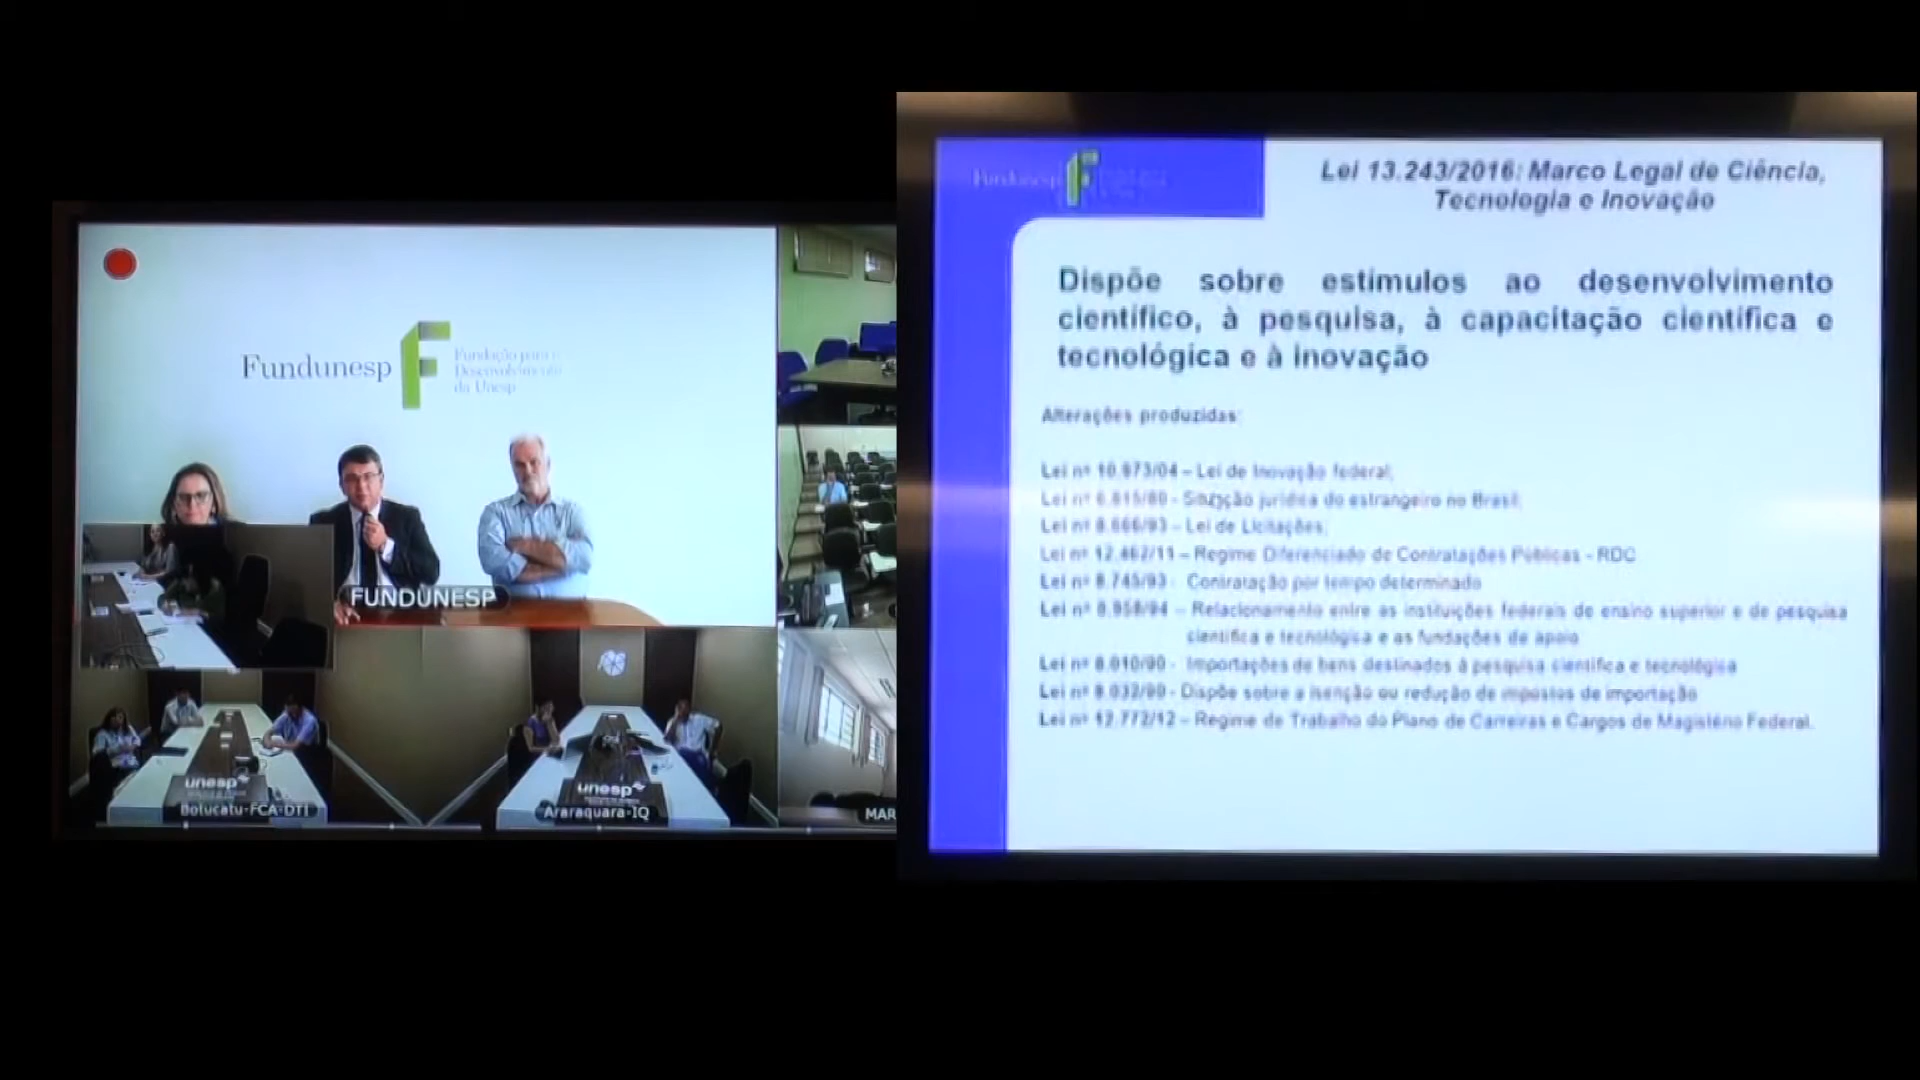 Fundunesp
Fundação para o
Desenvolvimento
da Unesp
FUNDUNESP
unesp
Botucatu-FCA-DTI
unesp
Araraquara-IQ
MAR
Fundunesp
Lei 13.243/2016: Marco Legal de Ciência,
Tecnologia e Inovação
Dispõe sobre estímulos ao desenvolvimento
científico, à pesquisa, à capacitação científica e
tecnológica e à inovação
Alterações produzidas:
Lei nº 10.973/04 – Lei de Inovação federal;
Lei nº 6.815/80 - Situação jurídica do estrangeiro no Brasil;
Lei nº 8.666/93 – Lei de Licitações;
Lei nº 12.462/11 – Regime Diferenciado de Contratações Públicas - RDC
Lei nº 8.745/93 - Contratação por tempo determinado
Lei nº 8.958/94 – Relacionamento entre as instituições federais de ensino superior e de pesquisa
científica e tecnológica e as fundações de apoio
Lei nº 8.010/90 - Importações de bens destinados à pesquisa científica e tecnológica
Lei nº 8.032/90 - Dispõe sobre a isenção ou redução de impostos de importação
Lei nº 12.772/12 – Regime de Trabalho do Plano de Carreiras e Cargos de Magistério Federal.